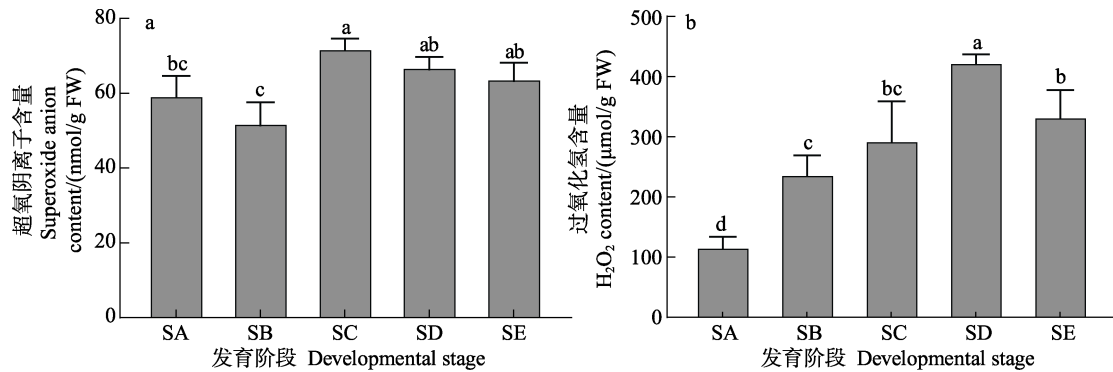 a
超氧阴离子含量
Superoxide anion
content/(nmol/g FW)
80
60
40
20
0
bc
c
a
ab
ab
SA
SB
SC
SD
SE
发育阶段 Developmental stage
b
过氧化氢含量
H₂O₂ content/(μmol/g FW)
500
400
300
200
100
0
d
c
bc
a
b
SA
SB
SC
SD
SE
发育阶段 Developmental stage